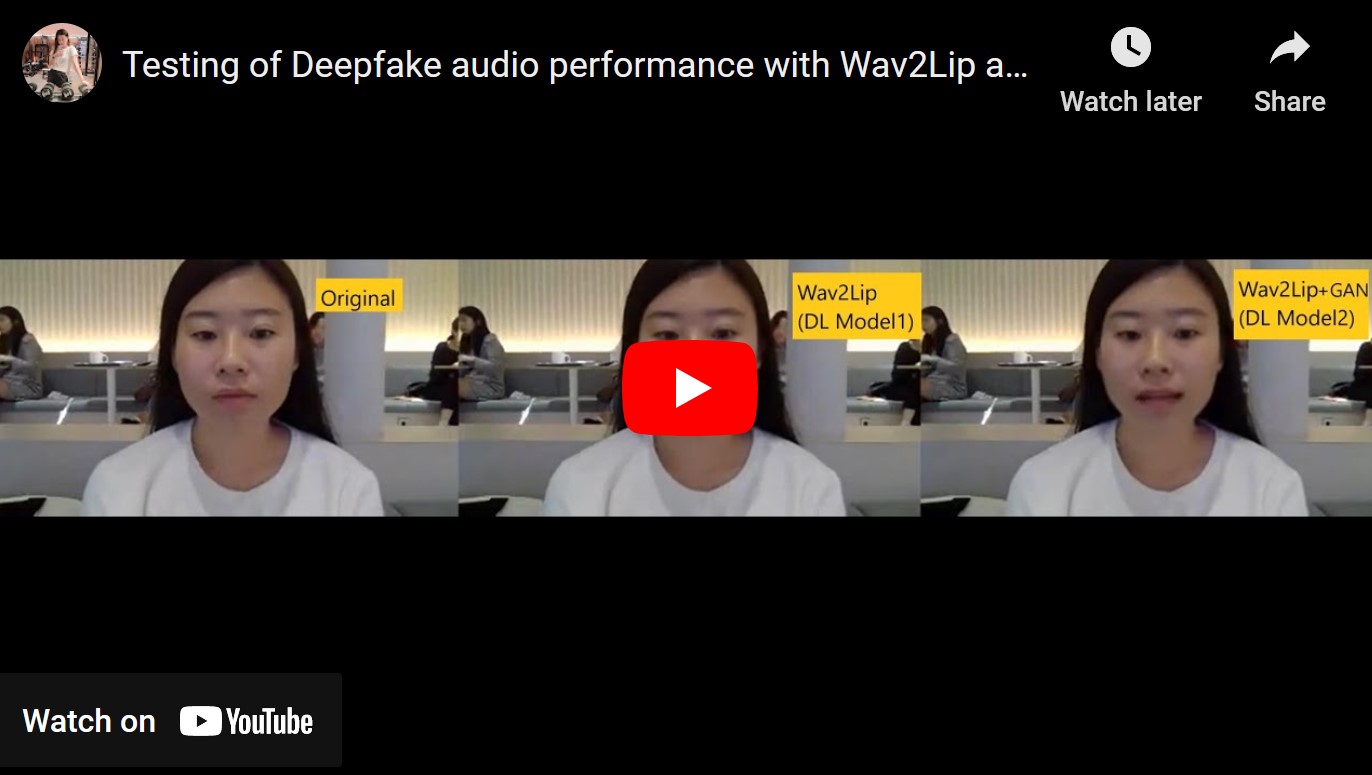 Testing of Deepfake audio performance with Wav2Lip a...
Watch later
Share
Original
Wav2Lip
(DL Model1)
Wav2Lip+GAN
(DL Model2)
Watch on YouTube